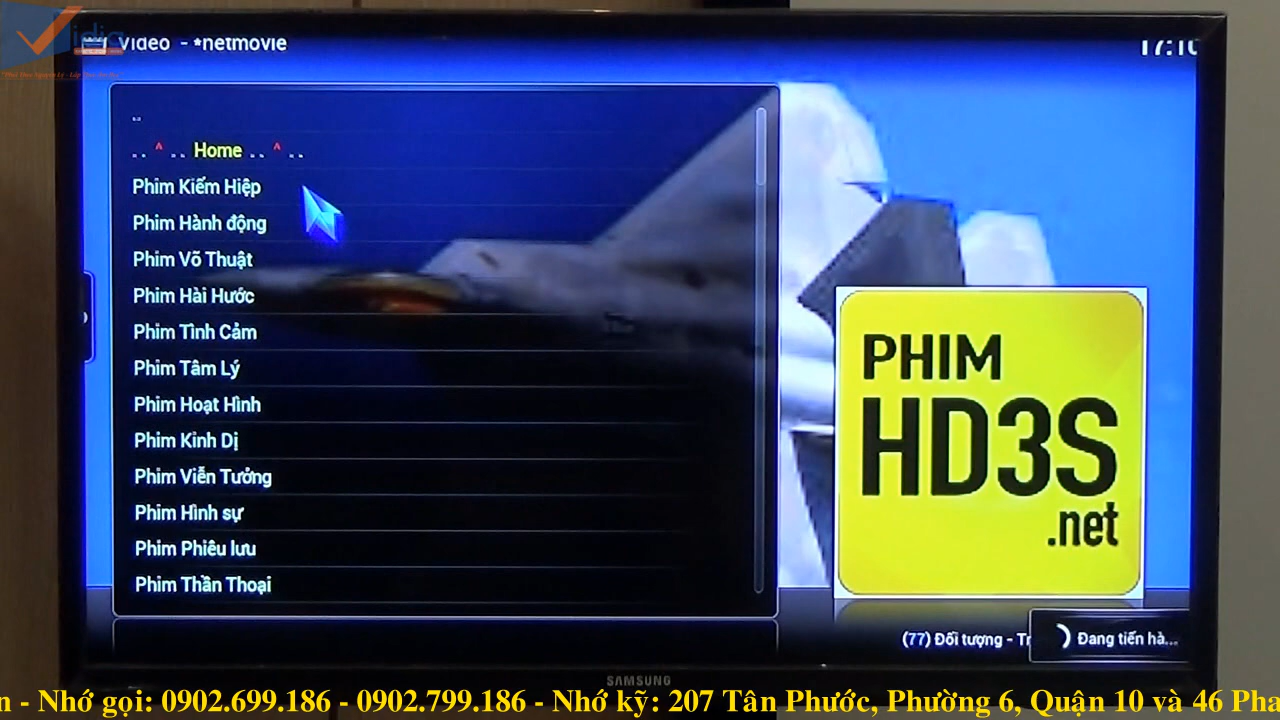 Video - *netmovie
..
.. ^ .. Home .. ^ ..
Phim Kiếm Hiệp
Phim Hành động
Phim Võ Thuật
Phim Hài Hước
Phim Tình Cảm
Phim Tâm Lý
Phim Hoạt Hình
Phim Kinh Dị
Phim Viễn Tưởng
Phim Hình sự
Phim Phiêu lưu
Phim Thần Thoại
PHIM
HD3S
.net
(77) Đối tượng - Tr
Đang tiến hà...
SAMSUNG
n - Nhớ gọi: 0902.699.186 - 0902.799.186 - Nhớ kỹ: 207 Tân Phước, Phường 6, Quận 10 và 46 Pha